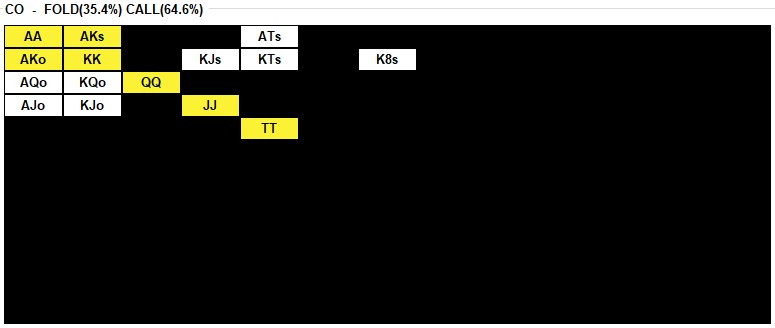 CO - FOLD(35.4%) CALL(64.6%)
AA AKs ATs
AKo KK KJs KTs K8s
AQo KQo QQ
AJo KJo JJ
TT